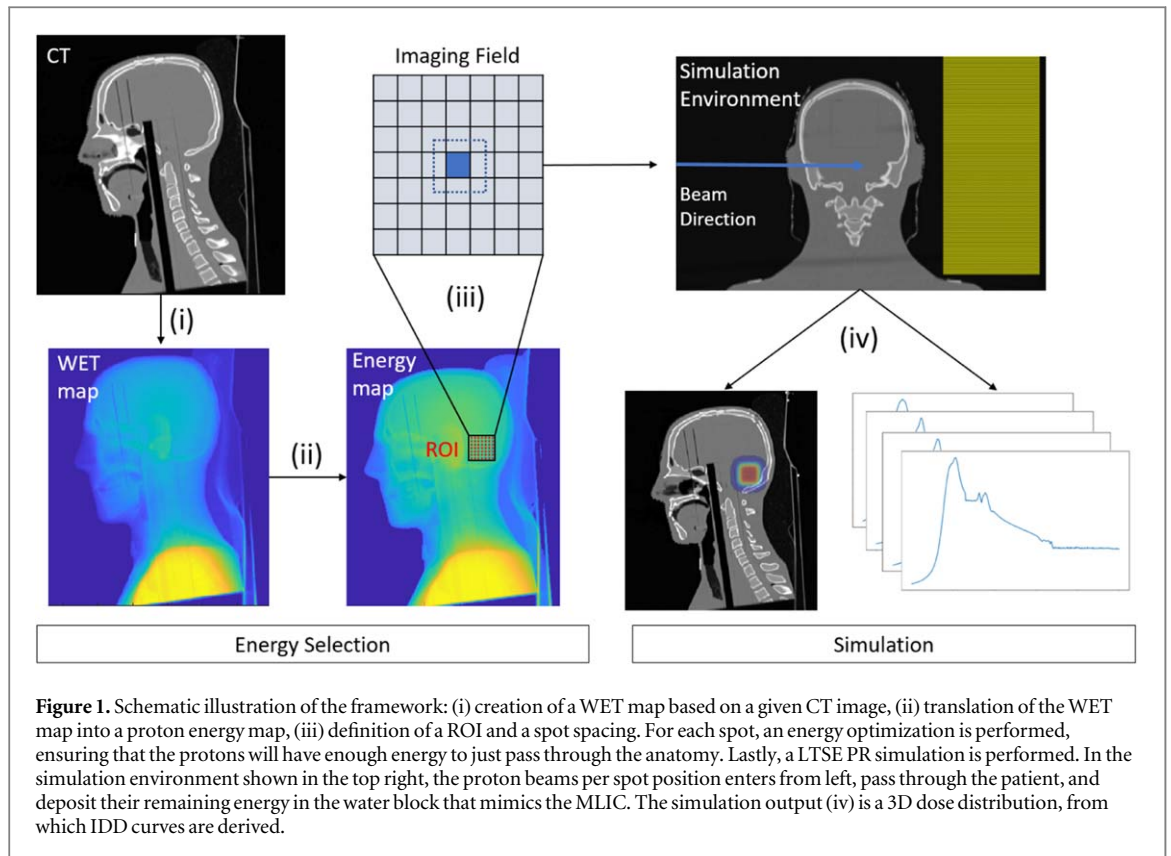 CT
Imaging Field
Simulation
Environment
Beam
Direction
(i)
(iii)
(iv)
WET
map
(ii)
Energy
map
ROI
Energy Selection
Simulation
Figure 1. Schematic illustration of the framework: (i) creation of a WET map based on a given CT image, (ii) translation of the WET
map into a proton energy map, (iii) definition of a ROI and a spot spacing. For each spot, an energy optimization is performed,
ensuring that the protons will have enough energy to just pass through the anatomy. Lastly, a LTSE PR simulation is performed. In the
simulation environment shown in the top right, the proton beams per spot position enters from left, pass through the patient, and
deposit their remaining energy in the water block that mimics the MLIC. The simulation output (iv) is a 3D dose distribution, from
which IDD curves are derived.